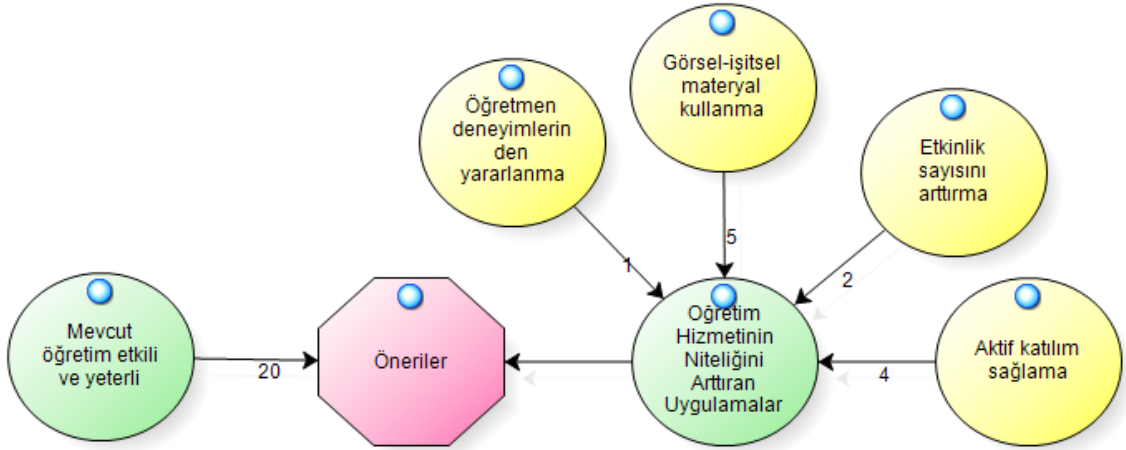 Görsel-işitsel
materyal
kullanma
Öğretmen
deneyimlerin
den
yararlanma
Etkinlik
sayısını
arttırma
1
5
2
Mevcut
öğretim etkili
ve yeterli
20
Öneriler
Öğretim
Hizmetinin
Niteliğini
Arttıran
Uygulamalar
4
Aktif katılım
sağlama